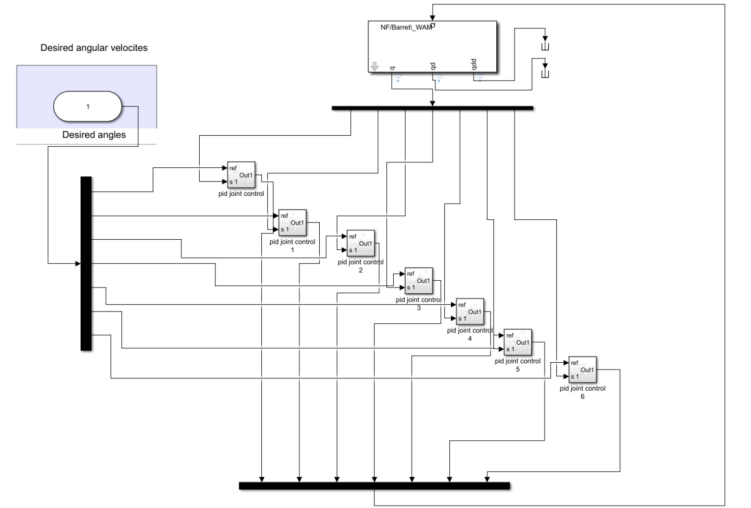 Desired angular velocites
NF/Barret\_WAM
q
qd
qdd
1
Desired angles
ref
Out1
s 1
pid joint control
ref
Out1
s 1
pid joint control
1
ref
Out1
s 1
pid joint control
2
ref
Out1
s 1
pid joint control
3
ref
Out1
s 1
pid joint control
4
ref
Out1
s 1
pid joint control
5
ref
Out1
s 1
pid joint control
6